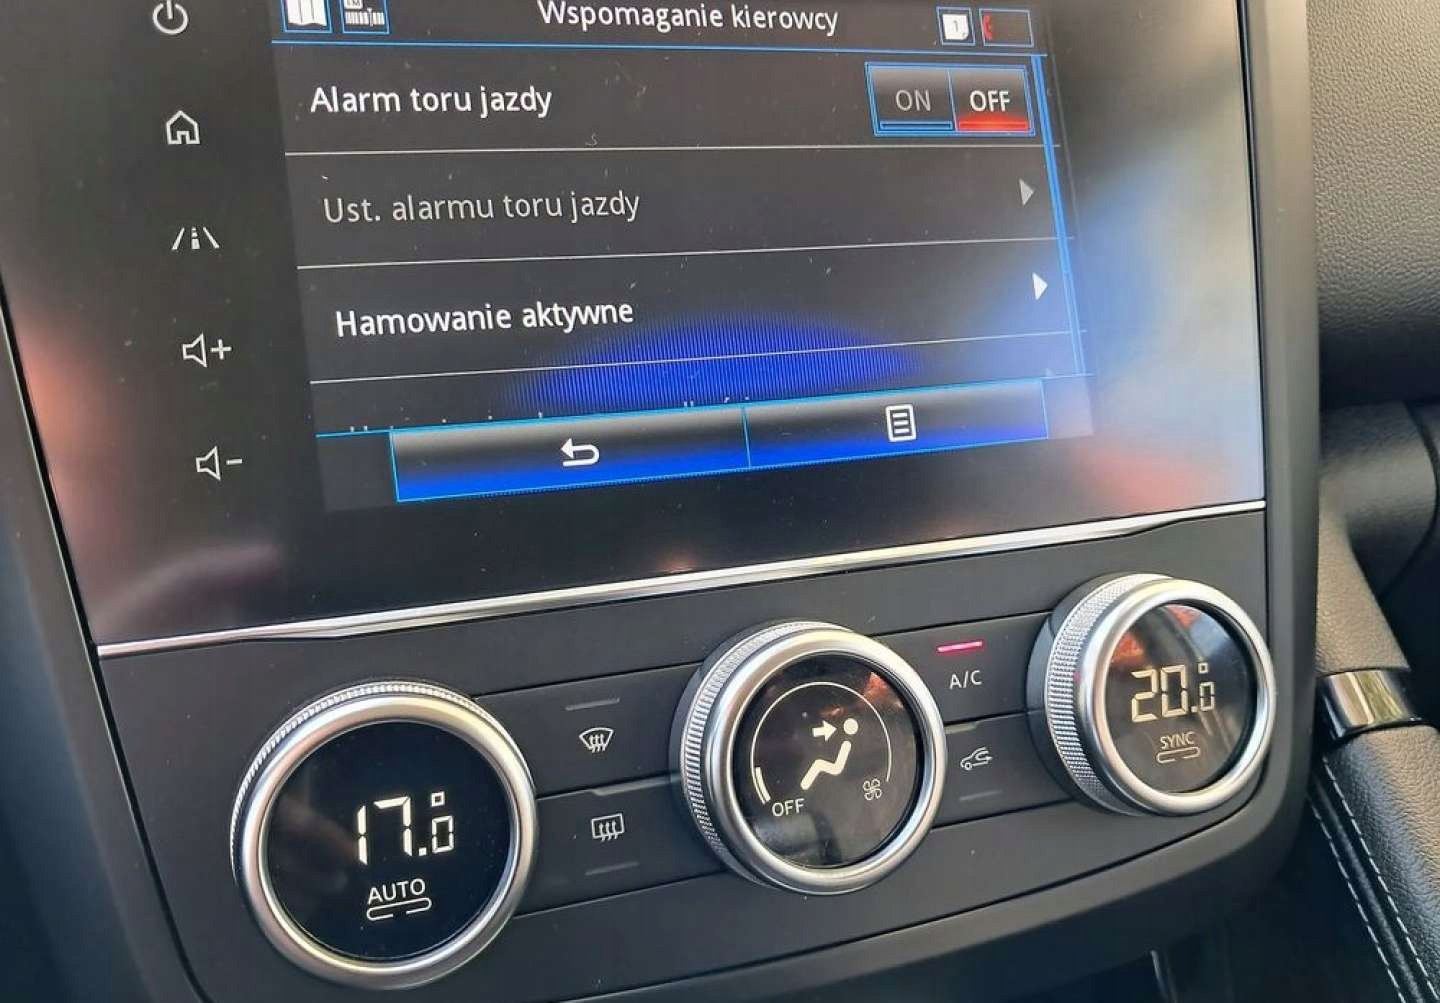 Wspomaganie kierowcy
1
Alarm toru jazdy
ON OFF
Ust. alarmu toru jazdy
Hamowanie aktywne
A/C
20.0
SYNC
OFF
17.0
AUTO